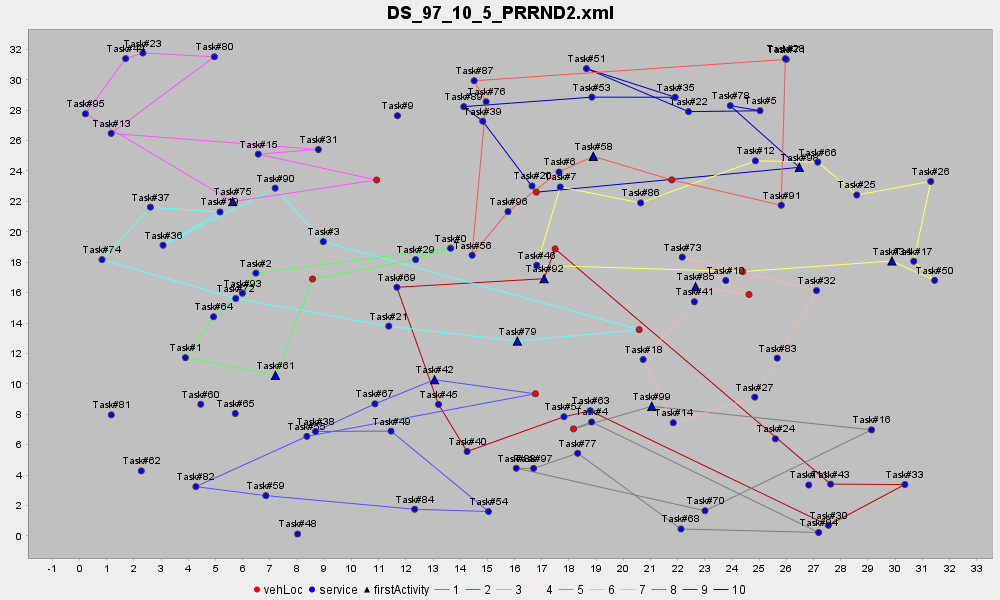 DS_97_10_5_PRRND2.xml
32
30
28
26
24
22
20
18
16
14
12
10
8
6
4
2
0
Task#23
Task#80
Task#95
Task#13
Task#15
Task#31
Task#9
Task#87
Task#76
Task#89
Task#39
Task#51
Task#53
Task#35
Task#22
Task#78
Task#5
Task#58
Task#6
Task#7
Task#12
Task#66
Task#25
Task#26
Task#86
Task#91
Task#96
Task#56
Task#90
Task#75
Task#37
Task#36
Task#74
Task#3
Task#29
Task#0
Task#2
Task#93
Task#72
Task#64
Task#1
Task#61
Task#69
Task#21
Task#79
Task#46
Task#92
Task#73
Task#85
Task#10
Task#41
Task#32
Task#17
Task#50
Task#18
Task#83
Task#27
Task#99
Task#14
Task#16
Task#24
Task#43
Task#33
Task#30
Task#94
Task#42
Task#45
Task#67
Task#49
Task#38
Task#40
Task#63
Task#4
Task#77
Task#97
Task#70
Task#68
Task#60
Task#65
Task#81
Task#62
Task#82
Task#59
Task#84
Task#54
Task#48
-1 0 1 2 3 4 5 6 7 8 9 10 11 12 13 14 15 16 17 18 19 20 21 22 23 24 25 26 27 28 29 30 31 32 33
vehLoc service firstActivity 1 2 3 4 5 6 7 8 9 10